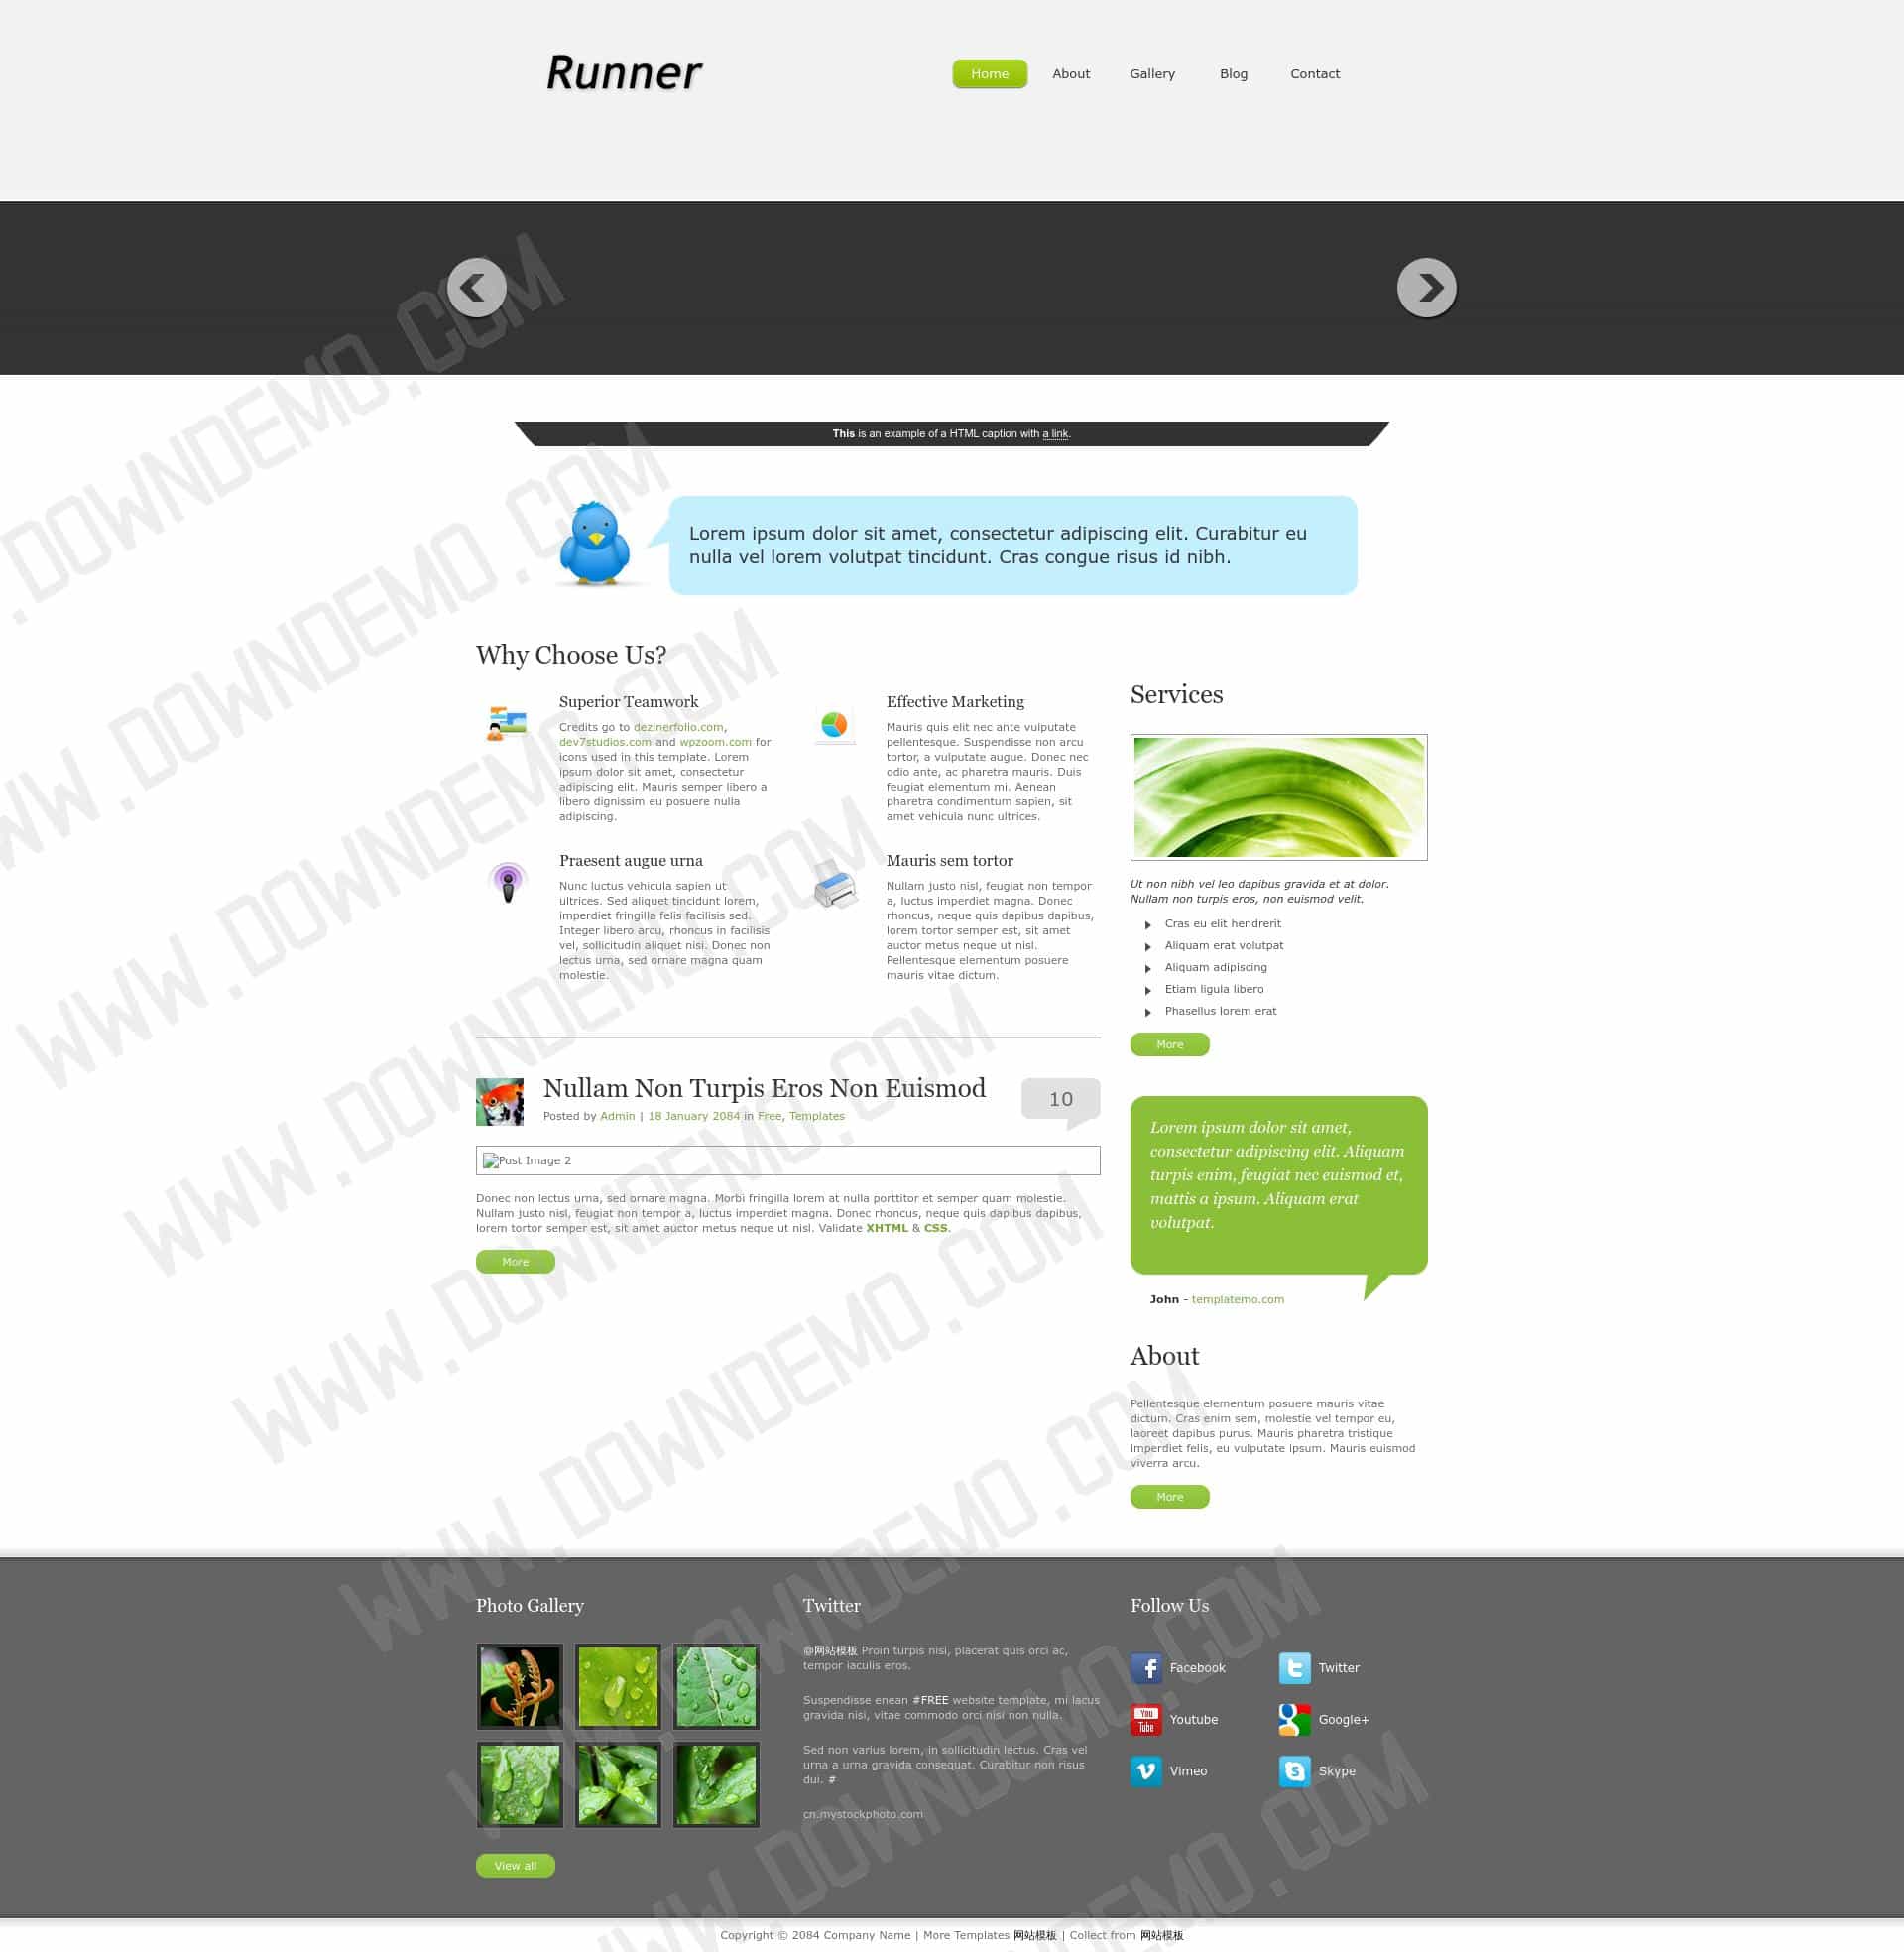 Runner
Home About Gallery Blog Contact
This is an example of a HTML caption with a link.
Lorem ipsum dolor sit amet, consectetur adipiscing elit. Curabitur eu
nulla vel lorem volutpat tincidunt. Cras congue risus id nibh.
Why Choose Us?
Superior Teamwork
Credits go to dezinerfolio.com,
dev7studios.com and wpzoom.com for
icons used in this template. Lorem
ipsum dolor sit amet, consectetur
adipiscing elit. Mauris semper libero a
libero dignissim eu posuere nulla
adipiscing.
Effective Marketing
Mauris quis elit nec ante vulputate
pellentesque. Suspendisse non arcu
tortor, a vulputate augue. Donec nec
odio ante, ac pharetra mauris. Duis
feugiat elementum mi. Aenean
pharetra condimentum sapien, sit
amet vehicula nunc ultrices.
Praesent augue urna
Nunc luctus vehicula sapien ut
ultrices. Sed aliquet tincidunt lorem,
imperdiet fringilla felis facilisis sed.
Integer libero arcu, rhoncus in facilisis
vel, sollicitudin aliquet nisi. Donec non
lectus urna, sed ornare magna quam
molestie.
Mauris sem tortor
Nullam justo nisl, feugiat non tempor
a, luctus imperdiet magna. Donec
rhoncus, neque quis dapibus dapibus,
lorem tortor semper est, sit amet
auctor metus neque ut nisl.
Pellentesque elementum posuere
mauris vitae dictum.
Nullam Non Turpis Eros Non Euismod
Posted by Admin | 18 January 2084 in Free, Templates
10
Post Image 2
Donec non lectus urna, sed ornare magna. Morbi fringilla lorem at nulla porttitor et semper quam molestie.
Nullam justo nisl, feugiat non tempor a, luctus imperdiet magna. Donec rhoncus, neque quis dapibus dapibus,
lorem tortor semper est, sit amet auctor metus neque ut nisl. Validate XHTML & CSS.
More
Services
Ut non nibh vel leo dapibus gravida et at dolor.
Nullam non turpis eros, non euismod velit.
Cras eu elit hendrerit
Aliquam erat volutpat
Aliquam adipiscing
Etiam ligula libero
Phasellus lorem erat
More
Lorem ipsum dolor sit amet,
consectetur adipiscing elit. Aliquam
turpis enim, feugiat nec euismod et,
mattis a ipsum. Aliquam erat
volutpat.
John - templatemo.com
About
Pellentesque elementum posuere mauris vitae
dictum. Cras enim sem, molestie vel tempor eu,
laoreet dapibus purus. Mauris pharetra tristique
imperdiet felis, eu vulputate ipsum. Mauris euismod
viverra arcu.
More
Photo Gallery
View all
Twitter
@网站模板 Proin turpis nisi, placerat quis orci ac,
tempor iaculis eros.
Suspendisse enean #FREE website template, mi lacus
gravida nisi, vitae commodo orci nisi non nulla.
Sed non varius lorem, in sollicitudin lectus. Cras vel
urna a urna gravida consequat. Curabitur non risus
dui. #
cn.mystockphoto.com
Follow Us
Facebook Twitter
You Tube Youtube Google+
Vimeo Skype
Copyright © 2084 Company Name | More Templates 网站模板 | Collect from 网站模板
WWW.DOWNDEMO.COM